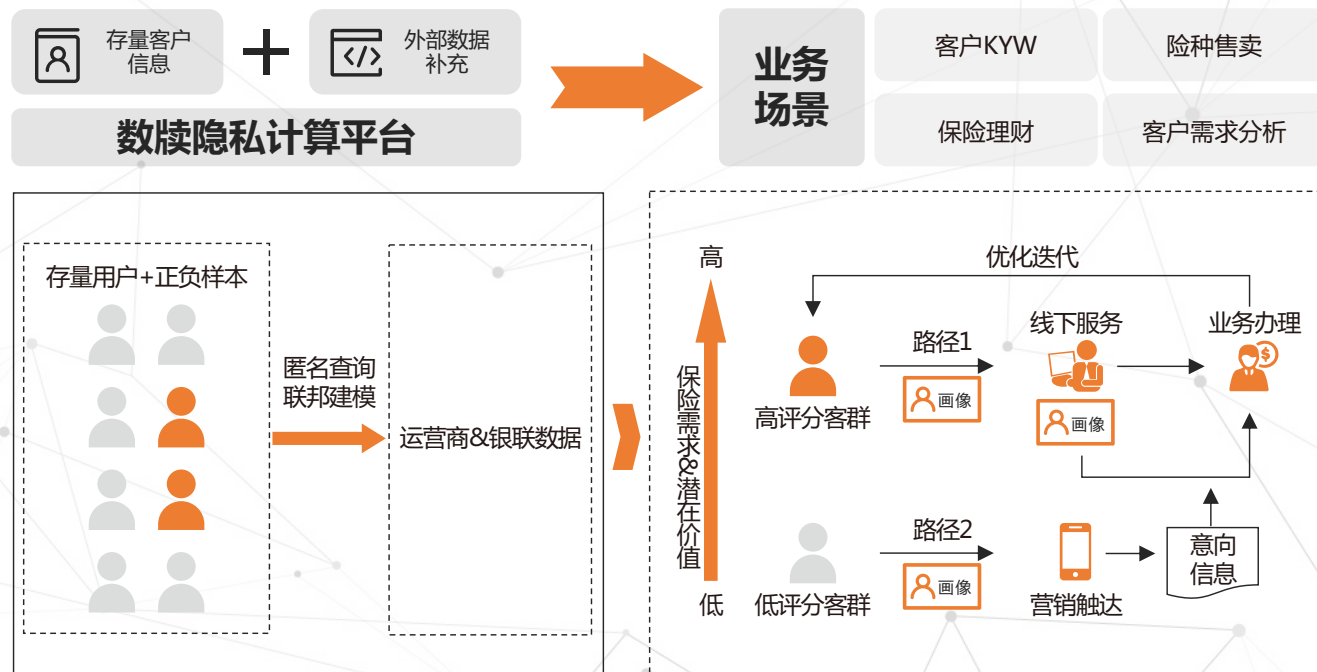 存量客户
信息
外部数据
补充
数牍隐私计算平台
业务
场景
客户KYW
险种售卖
保险理财
客户需求分析
存量用户+正负样本
匿名查询
联邦建模
运营商&银联数据
高
保险需求&潜在价值
低
优化迭代
高评分客群
路径1
画像
线下服务
画像
业务办理
低评分客群
路径2
画像
营销触达
意向
信息